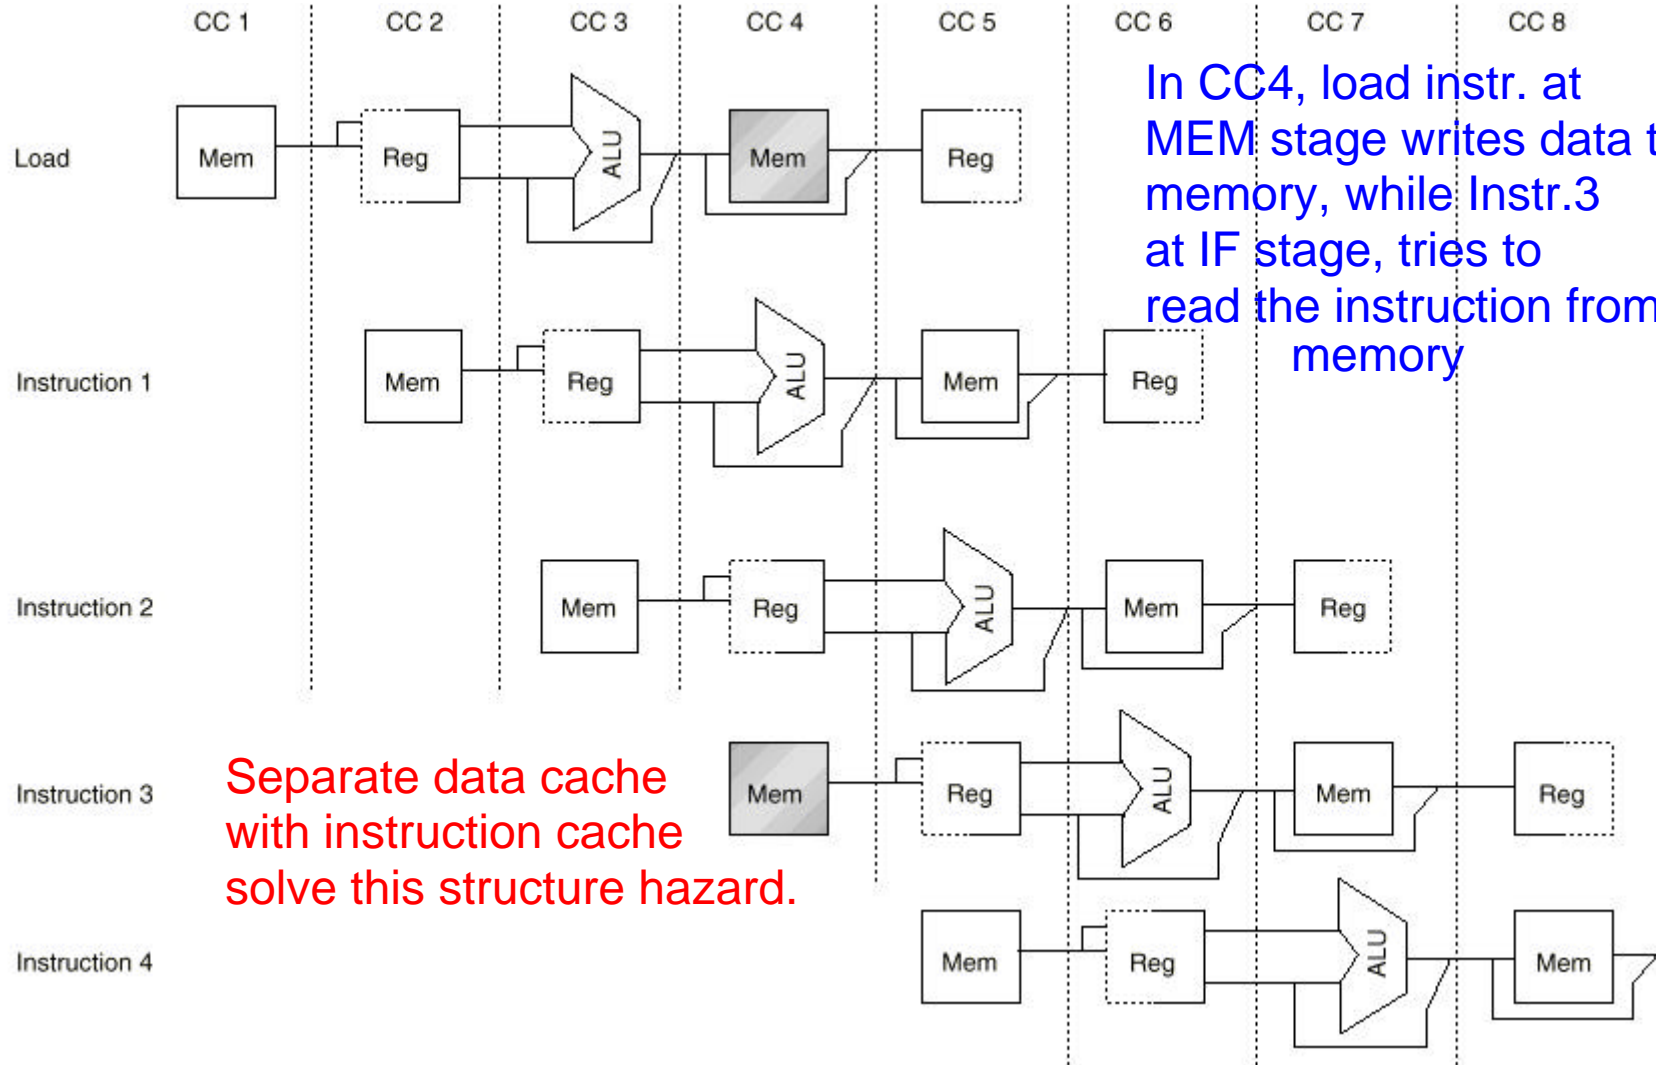 CC 1 CC 2 CC 3 CC 4 CC 5 CC 6 CC 7 CC 8
In CC4, load instr. at
MEM stage writes data t
memory, while Instr.3
at IF stage, tries to
read the instruction from
memory
Load Mem Reg ALU Mem Reg
Instruction 1 Mem Reg ALU Mem Reg
Instruction 2 Mem Reg ALU Mem Reg
Instruction 3 Mem Reg ALU Mem Reg
Separate data cache
with instruction cache
solve this structure hazard.
Instruction 4 Mem Reg ALU Mem